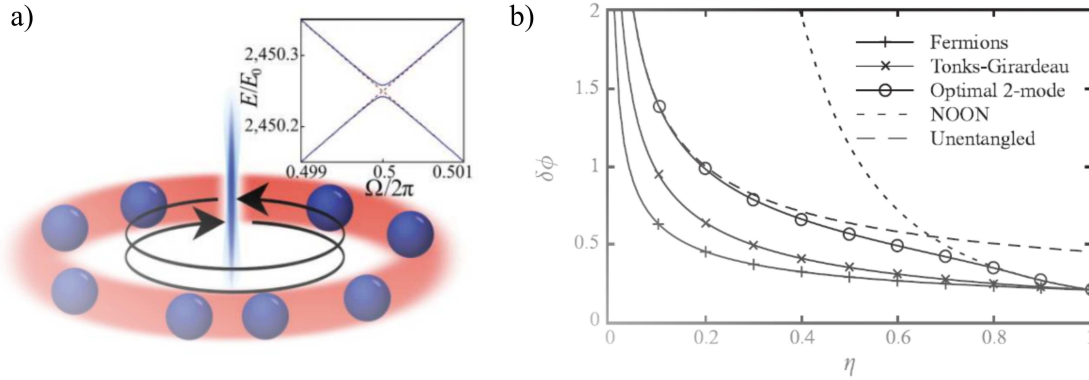 a)
2,450.3
2,450.2
E/E₀
0.499
0.5
0.501
Ω/2π
b)
2
1.5
1
0.5
0
δϕ
Fermions
Tonks-Girardeau
Optimal 2-mode
NOON
Unentangled
0
0.2
0.4
0.6
0.8
η